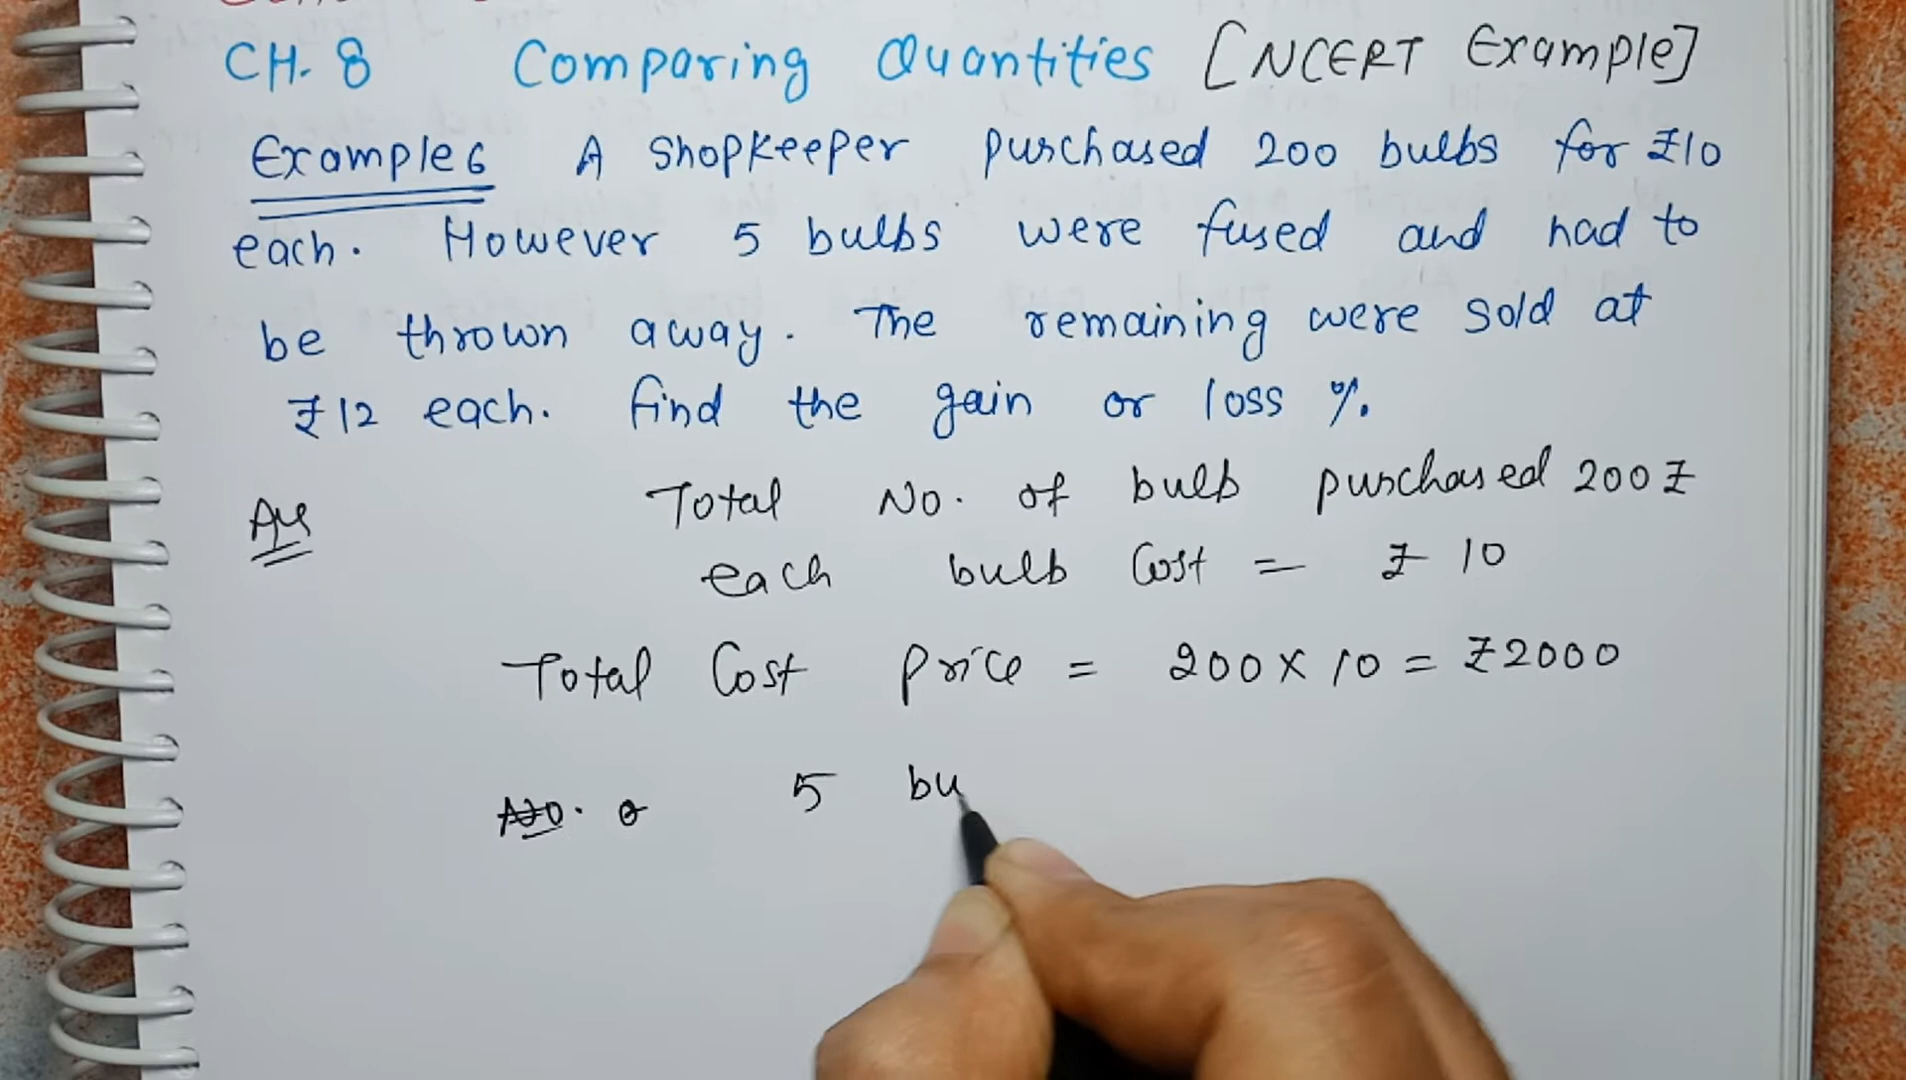 CH. 8 Comparing Quantities [NCERT Example]
Example 6 A shopkeeper purchased 200 bulbs for ₹10
each. However 5 bulbs were fused and had to
be thrown away. The remaining were sold at
₹12 each. find the gain or loss %.
Ans Total No. of bulb purchased 200 ₹
each bulb Cost = ₹ 10
Total Cost price = 200 × 10 = ₹2000
5 bu